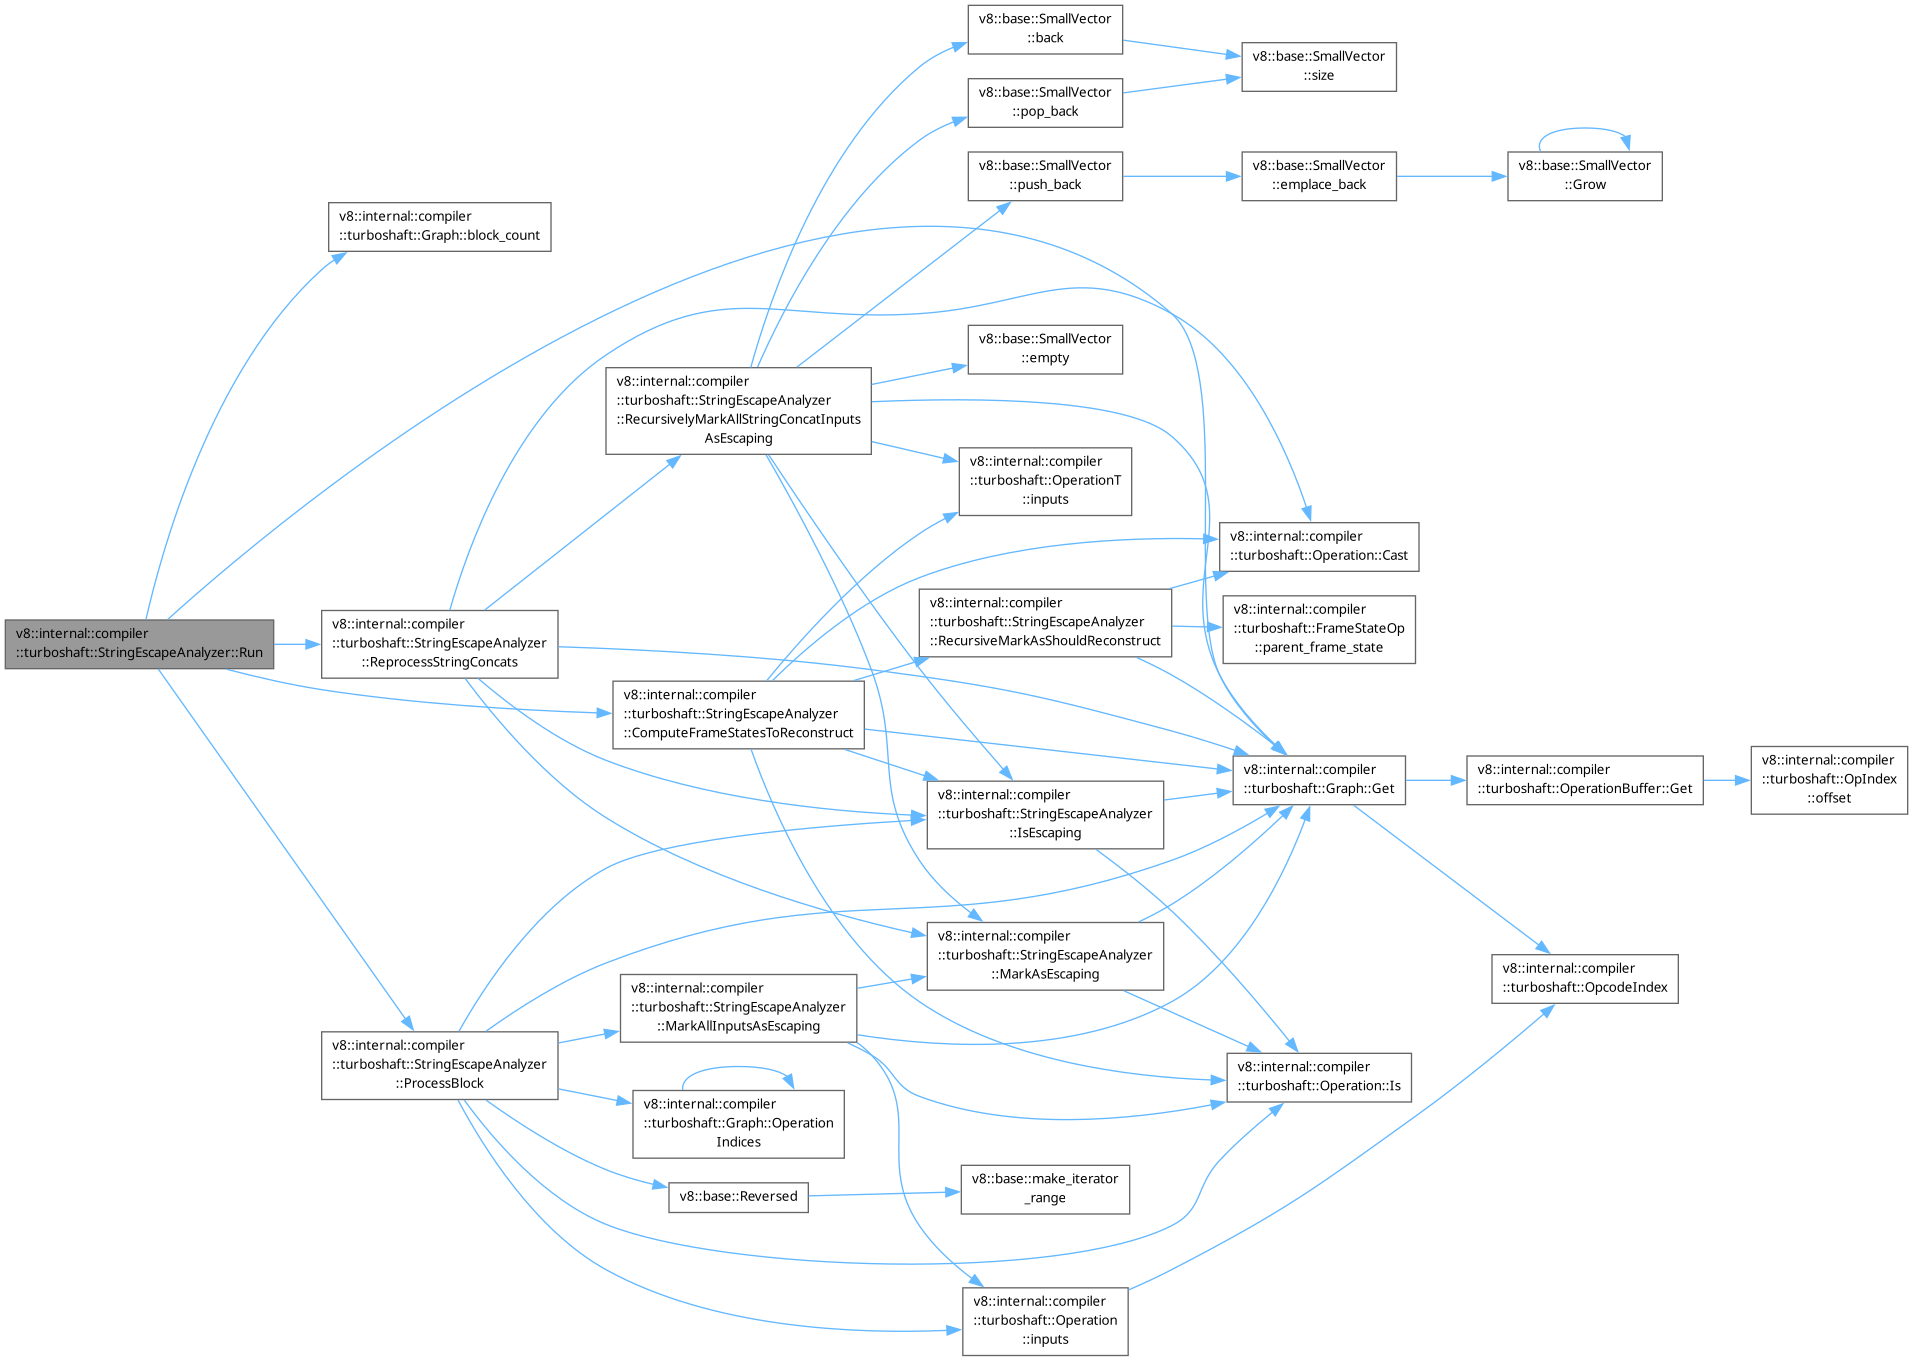 v8::internal::compiler
::turboshaft::StringEscapeAnalyzer::Run
v8::internal::compiler
::turboshaft::Graph::block_count
v8::internal::compiler
::turboshaft::StringEscapeAnalyzer
::ReprocessStringConcats
v8::internal::compiler
::turboshaft::StringEscapeAnalyzer
::ProcessBlock
v8::internal::compiler
::turboshaft::StringEscapeAnalyzer
::RecursivelyMarkAllStringConcatInputs
AsEscaping
v8::internal::compiler
::turboshaft::StringEscapeAnalyzer
::ComputeFrameStatesToReconstruct
v8::internal::compiler
::turboshaft::StringEscapeAnalyzer
::MarkAllInputsAsEscaping
v8::internal::compiler
::turboshaft::Graph::Operation
Indices
v8::base::Reversed
v8::base::SmallVector
::back
v8::base::SmallVector
::pop_back
v8::base::SmallVector
::push_back
v8::base::SmallVector
::empty
v8::internal::compiler
::turboshaft::OperationT
::inputs
v8::internal::compiler
::turboshaft::StringEscapeAnalyzer
::RecursiveMarkAsShouldReconstruct
v8::internal::compiler
::turboshaft::StringEscapeAnalyzer
::IsEscaping
v8::internal::compiler
::turboshaft::StringEscapeAnalyzer
::MarkAsEscaping
v8::base::make_iterator
_range
v8::internal::compiler
::turboshaft::Operation
::inputs
v8::base::SmallVector
::size
v8::base::SmallVector
::emplace_back
v8::internal::compiler
::turboshaft::Operation::Cast
v8::internal::compiler
::turboshaft::FrameStateOp
::parent_frame_state
v8::internal::compiler
::turboshaft::Graph::Get
v8::internal::compiler
::turboshaft::Operation::Is
v8::base::SmallVector
::Grow
v8::internal::compiler
::turboshaft::OperationBuffer::Get
v8::internal::compiler
::turboshaft::OpcodeIndex
v8::internal::compiler
::turboshaft::OpIndex
::offset